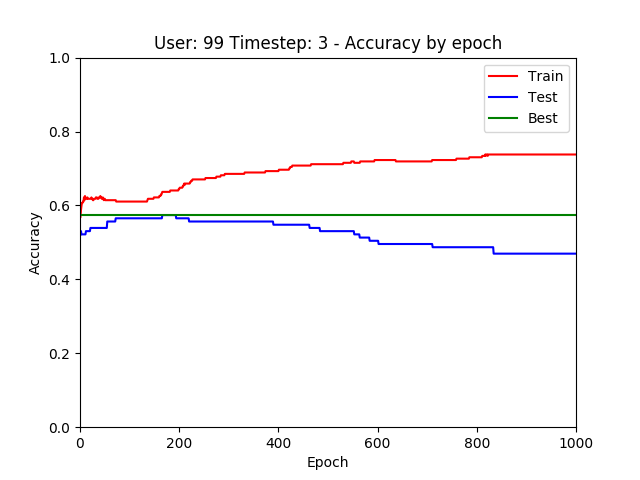 User: 99 Timestep: 3 - Accuracy by epoch
1.0
0.8
0.6
0.4
0.2
0.0
Accuracy
Train
Test
Best
0 200 400 600 800 1000
Epoch